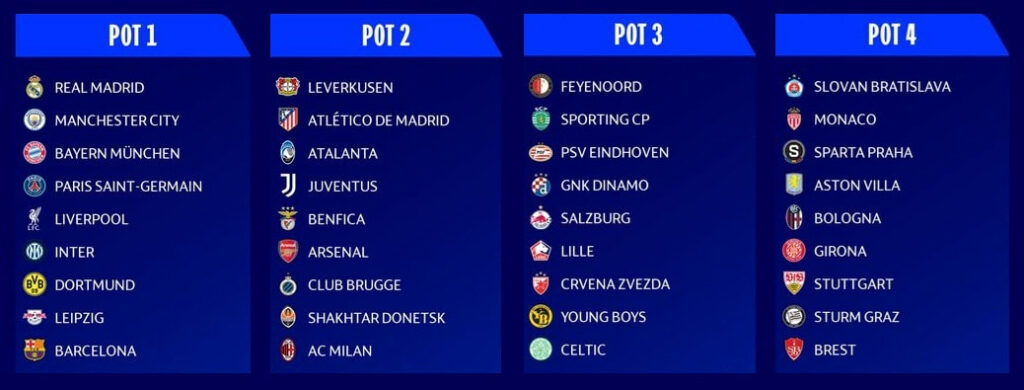 POT 1
REAL MADRID
MANCHESTER CITY
BAYERN MÜNCHEN
PARIS SAINT-GERMAIN
LIVERPOOL
INTER
DORTMUND
LEIPZIG
BARCELONA
POT 2
LEVERKUSEN
ATLÉTICO DE MADRID
ATALANTA
JUVENTUS
BENFICA
ARSENAL
CLUB BRUGGE
SHAKHTAR DONETSK
AC MILAN
POT 3
FEYENOORD
SPORTING CP
PSV EINDHOVEN
GNK DINAMO
SALZBURG
LILLE
CRVENA ZVEZDA
YOUNG BOYS
CELTIC
POT 4
SLOVAN BRATISLAVA
MONACO
SPARTA PRAHA
ASTON VILLA
BOLOGNA
GIRONA
STUTTGART
STURM GRAZ
BREST